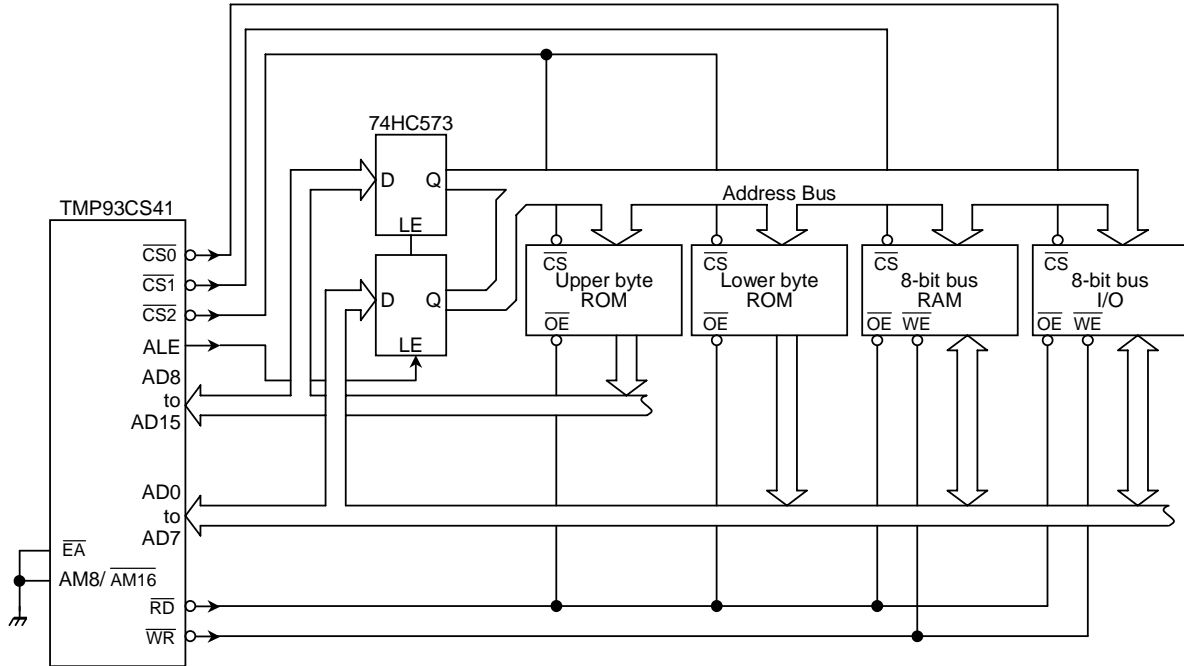 74HC573
D
Q
LE
D
Q
LE
TMP93CS41
CS0
CS1
CS2
ALE
AD8
to
AD15
AD0
to
AD7
EA
AM8/ AM16
RD
WR
Address Bus
CS
Upper byte
ROM
OE
CS
Lower byte
ROM
OE
CS
8-bit bus
RAM
OE
WE
CS
8-bit bus
I/O
OE
WE